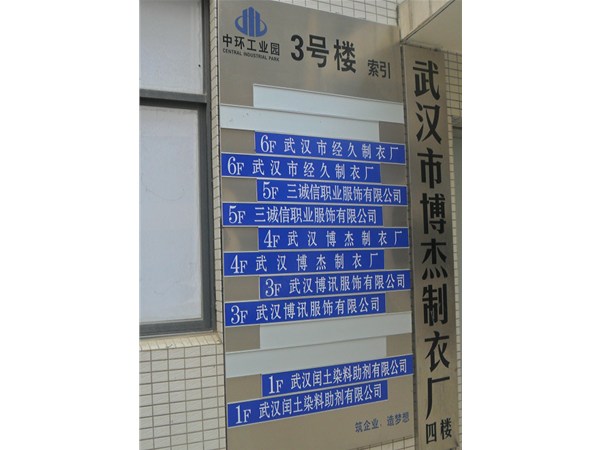 中环工业园
CENTRAL INDUSTRIAL PARK
3号楼 索引
6F 武汉市经久制衣厂
6F 武汉市经久制衣厂
5F 三诚信职业服饰有限公司
5F 三诚信职业服饰有限公司
4F 武汉博杰制衣厂
4F 武汉博杰制衣厂
3F 武汉博讯服饰有限公司
3F 武汉博讯服饰有限公司
1F 武汉闰土染料助剂有限公司
1F 武汉闰土染料助剂有限公司
筑企业，造梦想
武汉市博杰制衣厂
四楼